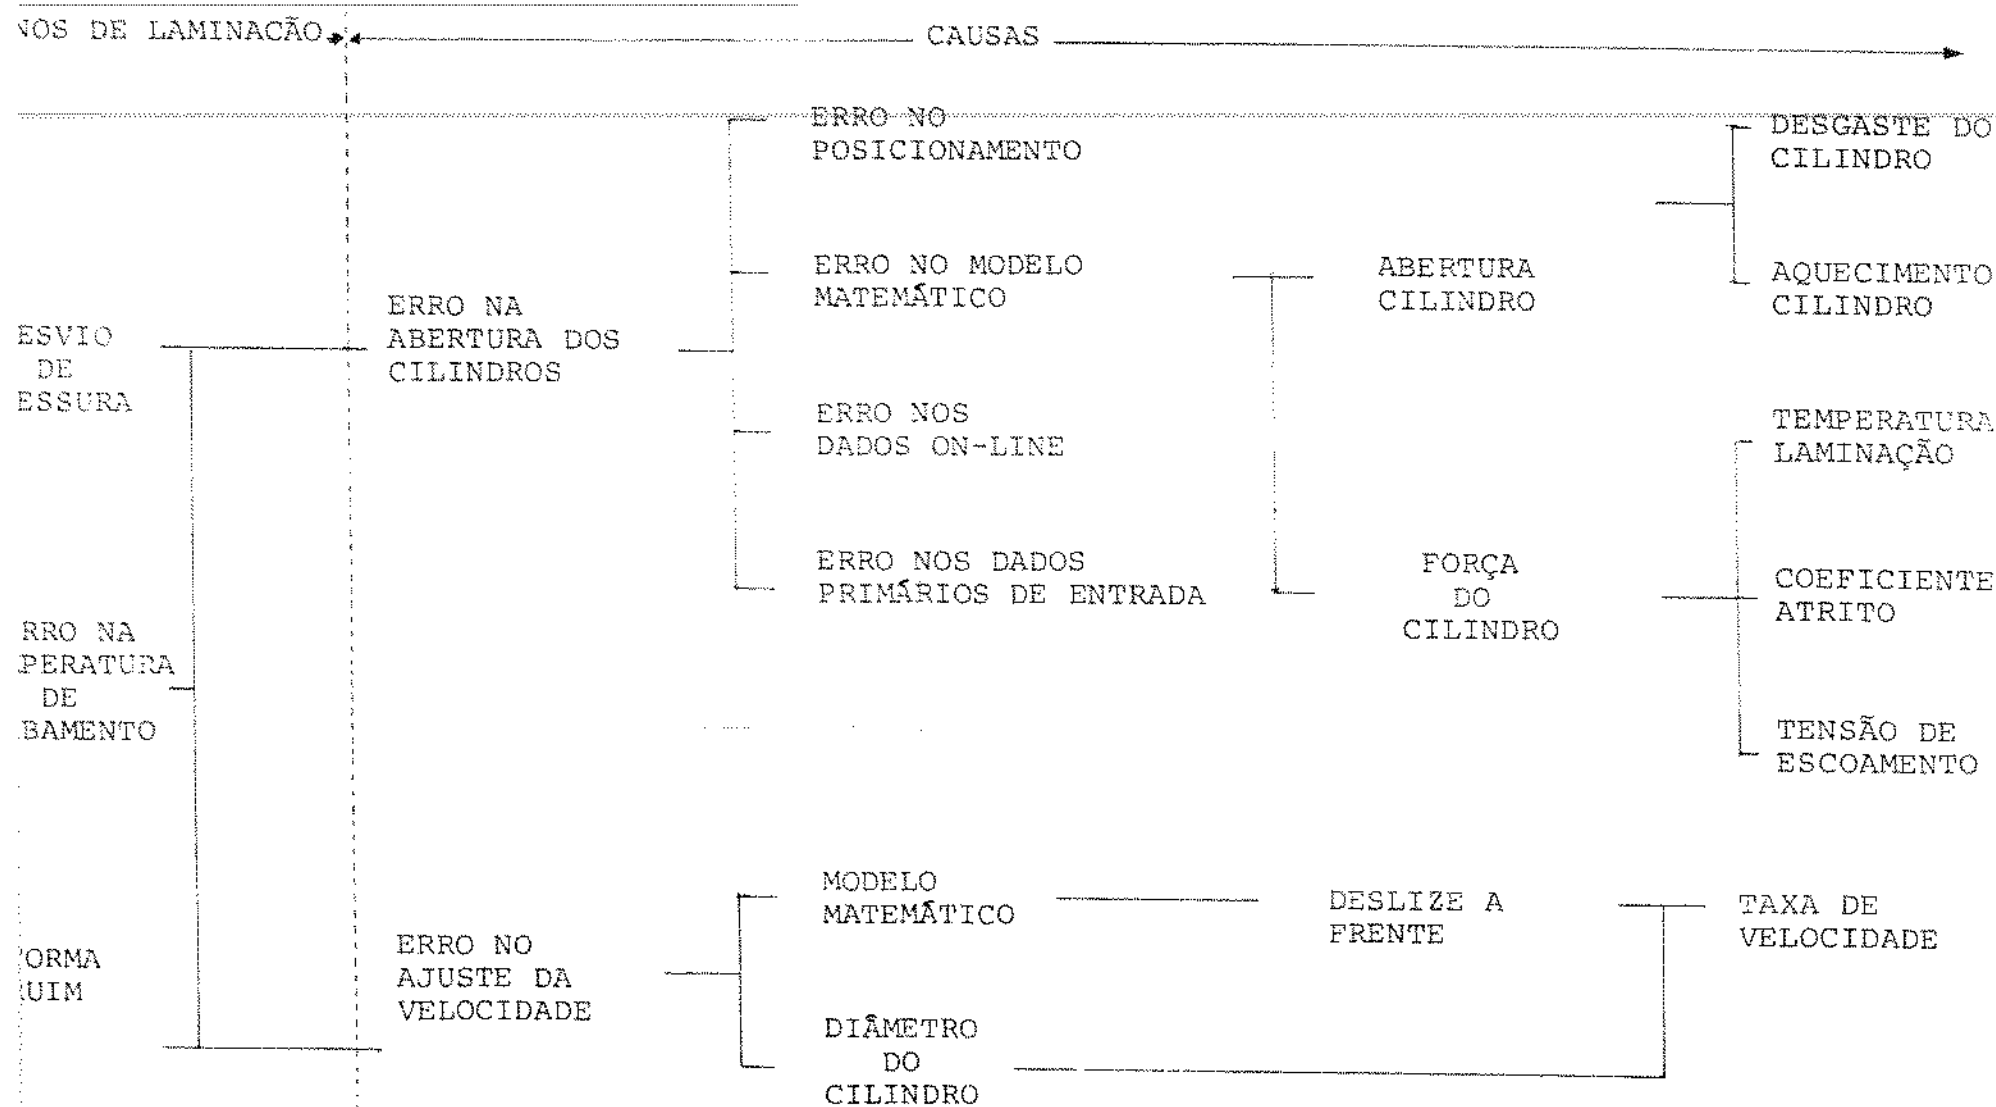 DE LAMINACÃO
CAUSAS
ERRO NO
POSICIONAMENTO
DESGASTE DO
CILINDRO
ERRO NO MODELO
MATEMÁTICO
ABERTURA
CILINDRO
AQUECIMENTO
CILINDRO
ESVIO
DE
ESSURA
ERRO NA
ABERTURA DOS
CILINDROS
ERRO NOS
DADOS ON-LINE
TEMPERATURA
LAMINAÇÃO
ERRO NOS DADOS
PRIMÁRIOS DE ENTRADA
FORÇA
DO
CILINDRO
COEFICIENTE
ATRITO
RRO NA
PERATURA
DE
BAMENTO
TENSÃO DE
ESCOAMENTO
ORMA
UIM
ERRO NO
AJUSTE DA
VELOCIDADE
MODELO
MATEMÁTICO
DESLIZE A
FRENTE
TAXA DE
VELOCIDADE
DIÂMETRO
DO
CILINDRO